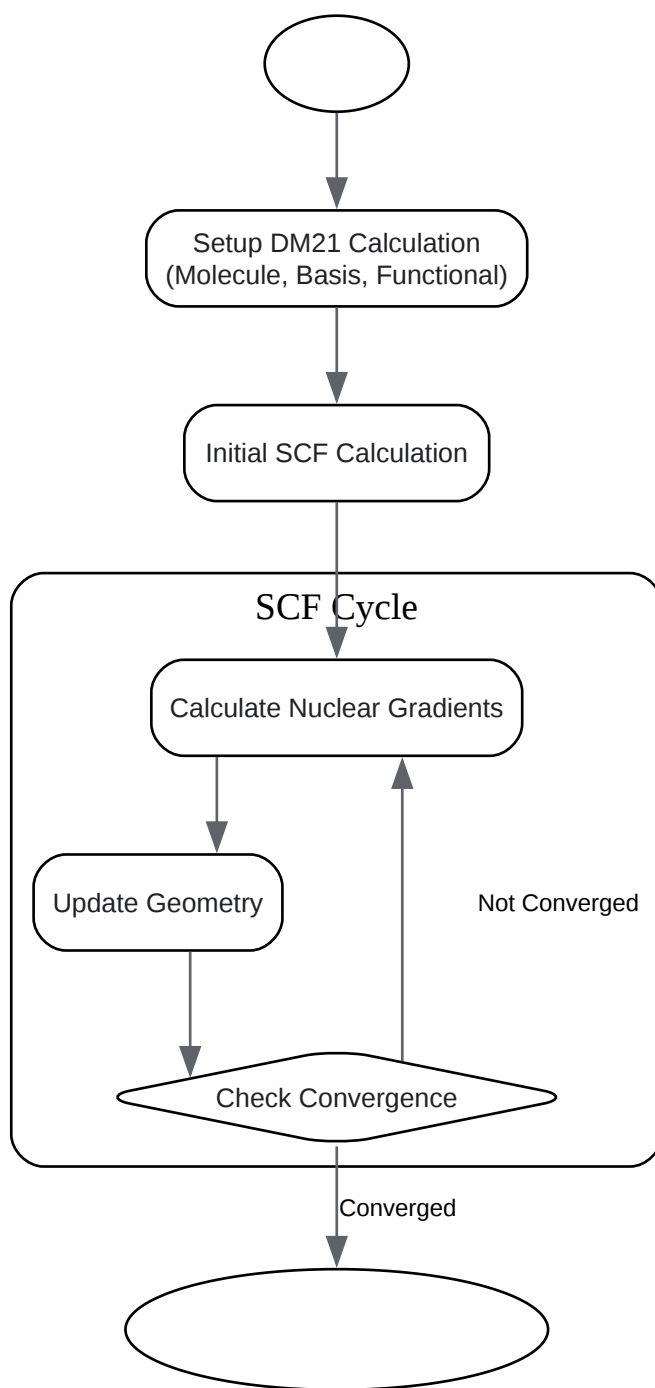 Setup DM21 Calculation
(Molecule, Basis, Functional)
Initial SCF Calculation
SCF Cycle
Calculate Nuclear Gradients
Update Geometry
Not Converged
Check Convergence
Converged